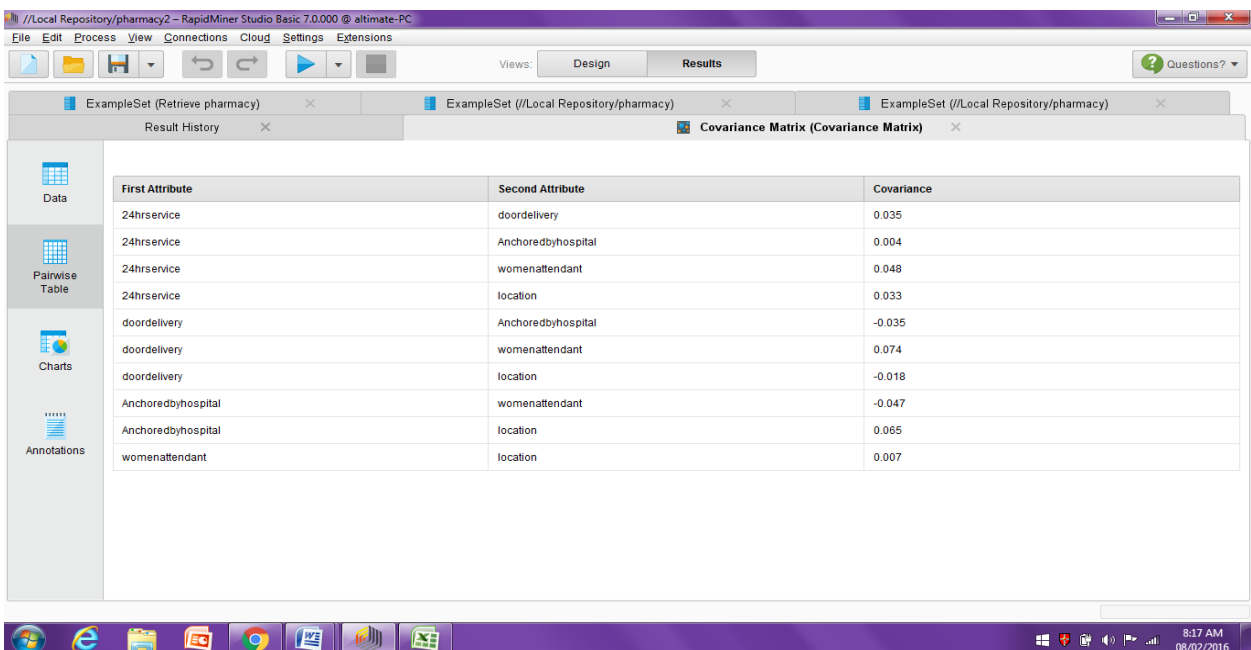 //Local Repository/pharmacy2 – RapidMiner Studio Basic 7.0.000 @ altimate-PC
File Edit Process View Connections Cloud Settings Extensions
Views: Design Results Questions?
ExampleSet (Retrieve pharmacy) ExampleSet (//Local Repository/pharmacy) ExampleSet (//Local Repository/pharmacy)
Result History Covariance Matrix (Covariance Matrix)
Data
Pairwise Table
Charts
Annotations
First Attribute Second Attribute Covariance
24hrservice doordelivery 0.035
24hrservice Anchoredbyhospital 0.004
24hrservice womenattendant 0.048
24hrservice location 0.033
doordelivery Anchoredbyhospital -0.035
doordelivery womenattendant 0.074
doordelivery location -0.018
Anchoredbyhospital womenattendant -0.047
Anchoredbyhospital location 0.065
womenattendant location 0.007
8:17 AM
08/02/2016